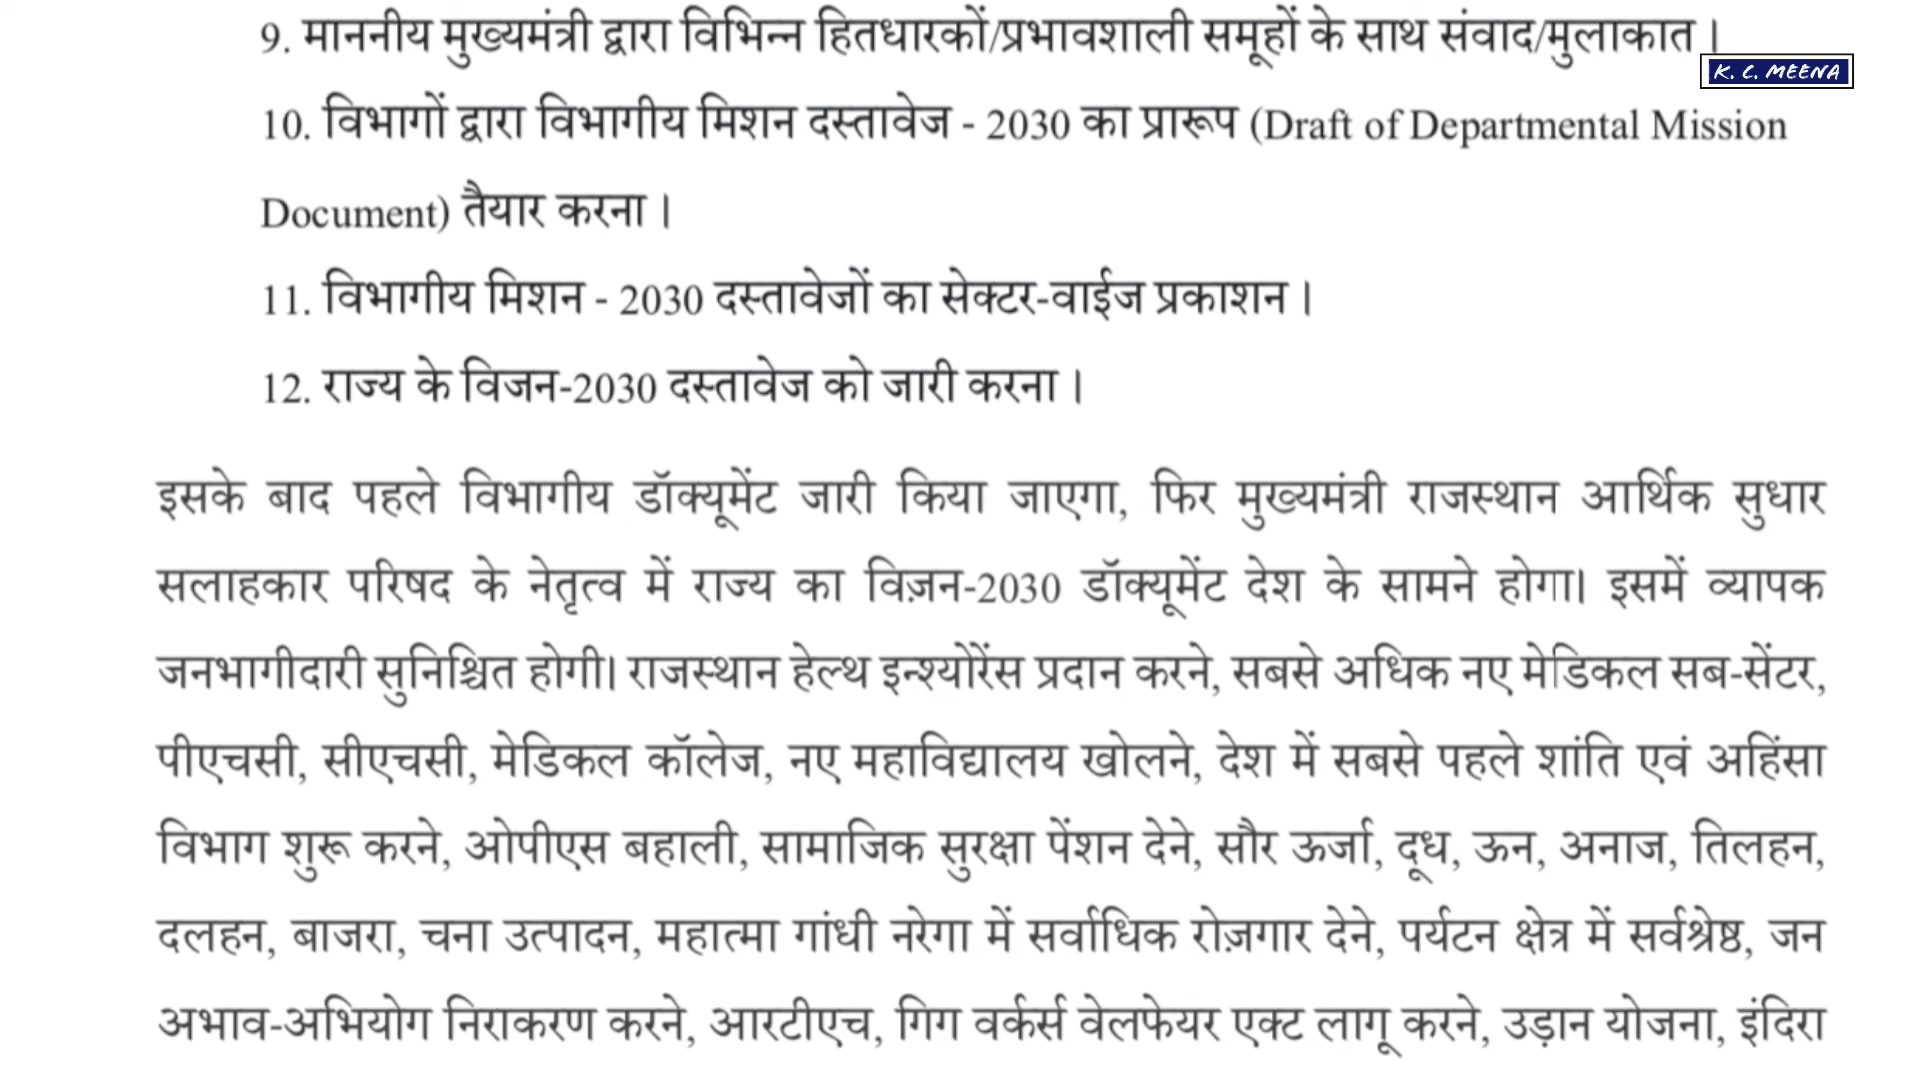 9. माननीय मुख्यमंत्री द्वारा विभिन्न हितधारकों/प्रभावशाली समूहों के साथ संवाद/मुलाकात।
K. C. MEENA
10. विभागों द्वारा विभागीय मिशन दस्तावेज - 2030 का प्रारूप (Draft of Departmental Mission
Document) तैयार करना।
11. विभागीय मिशन - 2030 दस्तावेजों का सेक्टर-वाईज प्रकाशन।
12. राज्य के विजन-2030 दस्तावेज को जारी करना।
इसके बाद पहले विभागीय डॉक्यूमेंट जारी किया जाएगा, फिर मुख्यमंत्री राजस्थान आर्थिक सुधार
सलाहकार परिषद के नेतृत्व में राज्य का विज़न-2030 डॉक्यूमेंट देश के सामने होगा। इसमें व्यापक
जनभागीदारी सुनिश्चित होगी। राजस्थान हेल्थ इन्श्योरेंस प्रदान करने, सबसे अधिक नए मेडिकल सब-सेंटर,
पीएचसी, सीएचसी, मेडिकल कॉलेज, नए महाविद्यालय खोलने, देश में सबसे पहले शांति एवं अहिंसा
विभाग शुरू करने, ओपीएस बहाली, सामाजिक सुरक्षा पेंशन देने, सौर ऊर्जा, दूध, ऊन, अनाज, तिलहन,
दलहन, बाजरा, चना उत्पादन, महात्मा गांधी नरेगा में सर्वाधिक रोज़गार देने, पर्यटन क्षेत्र में सर्वश्रेष्ठ, जन
अभाव-अभियोग निराकरण करने, आरटीएच, गिग वर्कर्स वेलफेयर एक्ट लागू करने, उड़ान योजना, इंदिरा